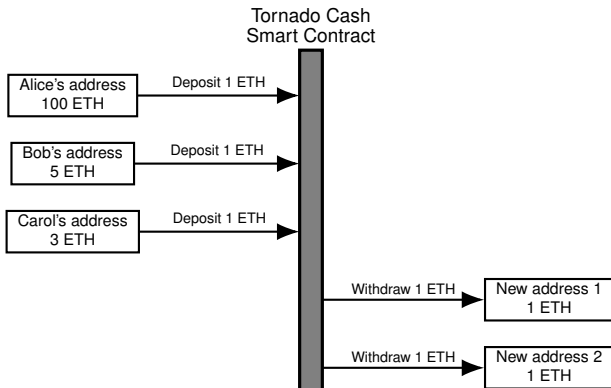 Tornado Cash
Smart Contract
Alice's address
100 ETH
Deposit 1 ETH
Bob's address
5 ETH
Deposit 1 ETH
Carol's address
3 ETH
Deposit 1 ETH
Withdraw 1 ETH
New address 1
1 ETH
Withdraw 1 ETH
New address 2
1 ETH